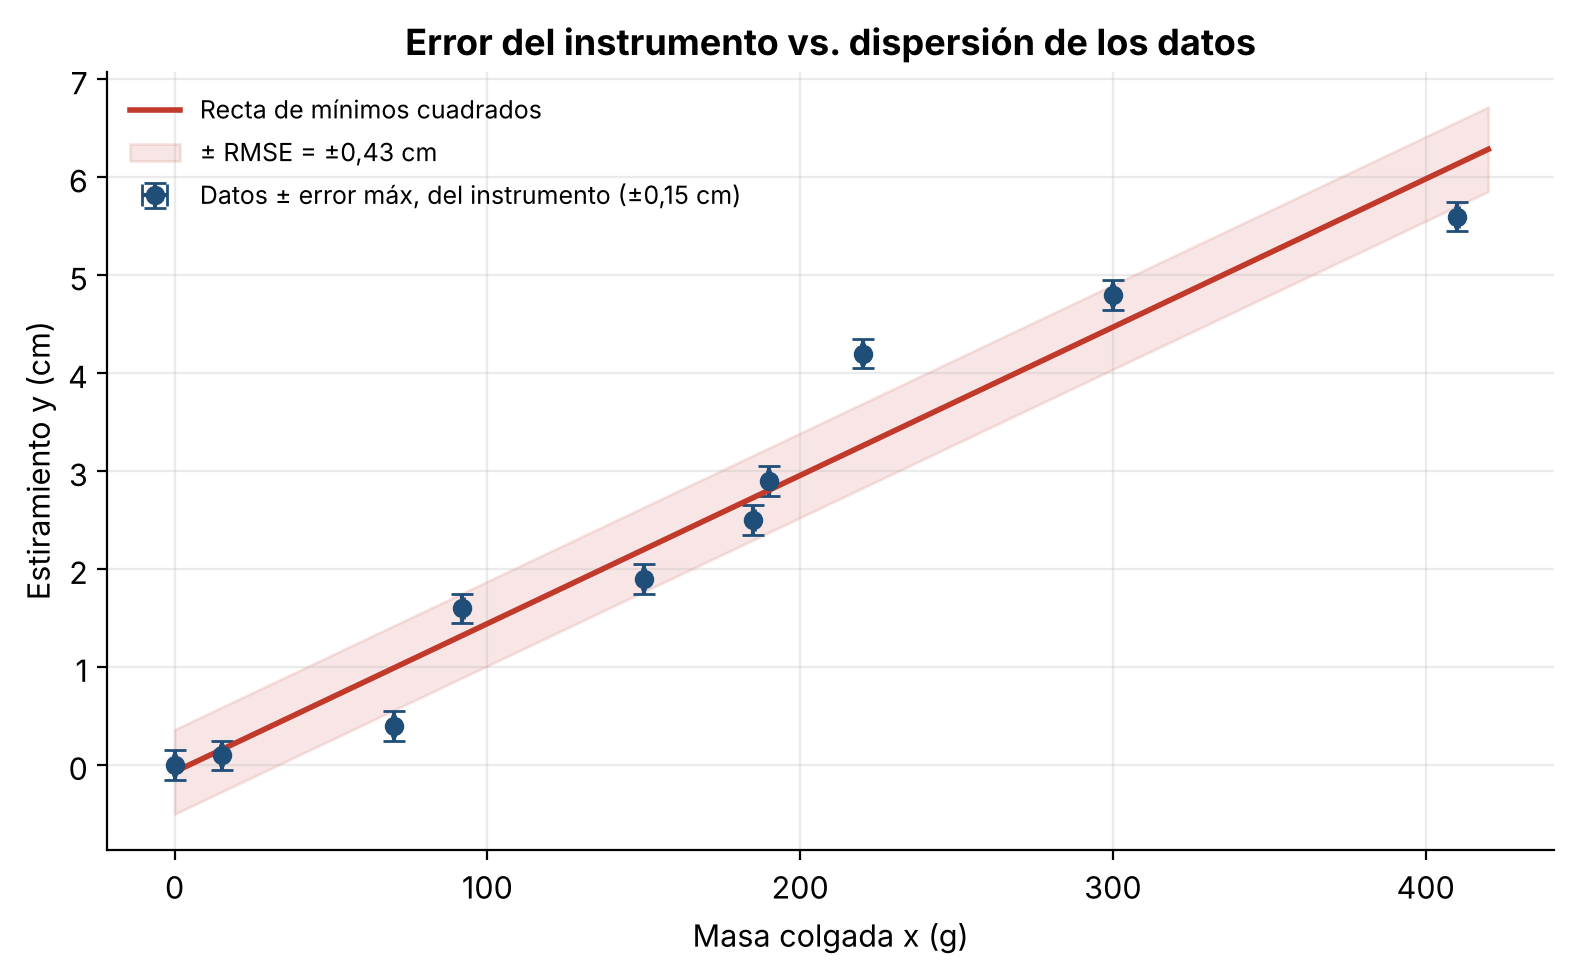 Error del instrumento vs. dispersión de los datos
Recta de mínimos cuadrados
± RMSE = ±0,43 cm
Datos ± error máx, del instrumento (±0,15 cm)
Estiramiento y (cm)
7
6
5
4
3
2
1
0
0 100 200 300 400
Masa colgada x (g)